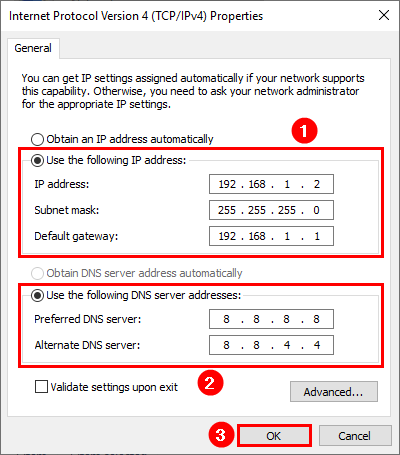 Internet Protocol Version 4 (TCP/IPv4) Properties
General
You can get IP settings assigned automatically if your network supports
this capability. Otherwise, you need to ask your network administrator
for the appropriate IP settings.
1
Obtain an IP address automatically
Use the following IP address:
IP address: 192 . 168 . 1 . 2
Subnet mask: 255 . 255 . 255 . 0
Default gateway: 192 . 168 . 1 . 1
Obtain DNS server address automatically
Use the following DNS server addresses:
Preferred DNS server: 8 . 8 . 8 . 8
Alternate DNS server: 8 . 8 . 4 . 4
Validate settings upon exit
2
Advanced...
3
OK
Cancel